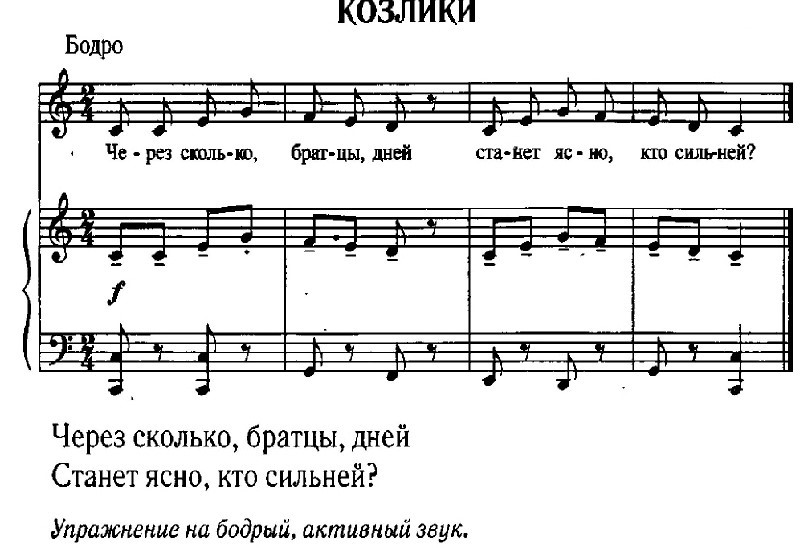 КОЗЛИКИ
Бодро
Че - рез сколь-ко, брат-цы, дней ста-нет яс - но, кто силь-ней?
f
Через сколько, братцы, дней
Станет ясно, кто сильней?
Упражнение на бодрый, активный звук.